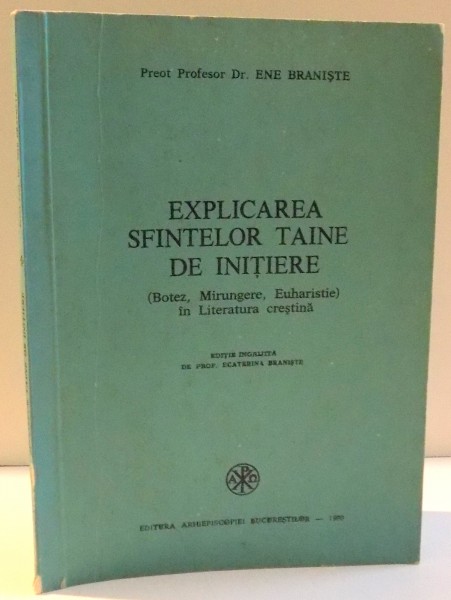 Preot Profesor Dr. ENE BRANIȘTE
EXPLICAREA
SFINTELOR TAINE
DE INIȚIERE
(Botez, Mirungere, Euharistie)
în Literatura creștină
EDIȚIE ÎNGRIJITĂ
DE PROF. ECATERINA BRANIȘTE
A P Ω
EDITURA ARHIEPISCOPIEI BUCUREȘTILOR —